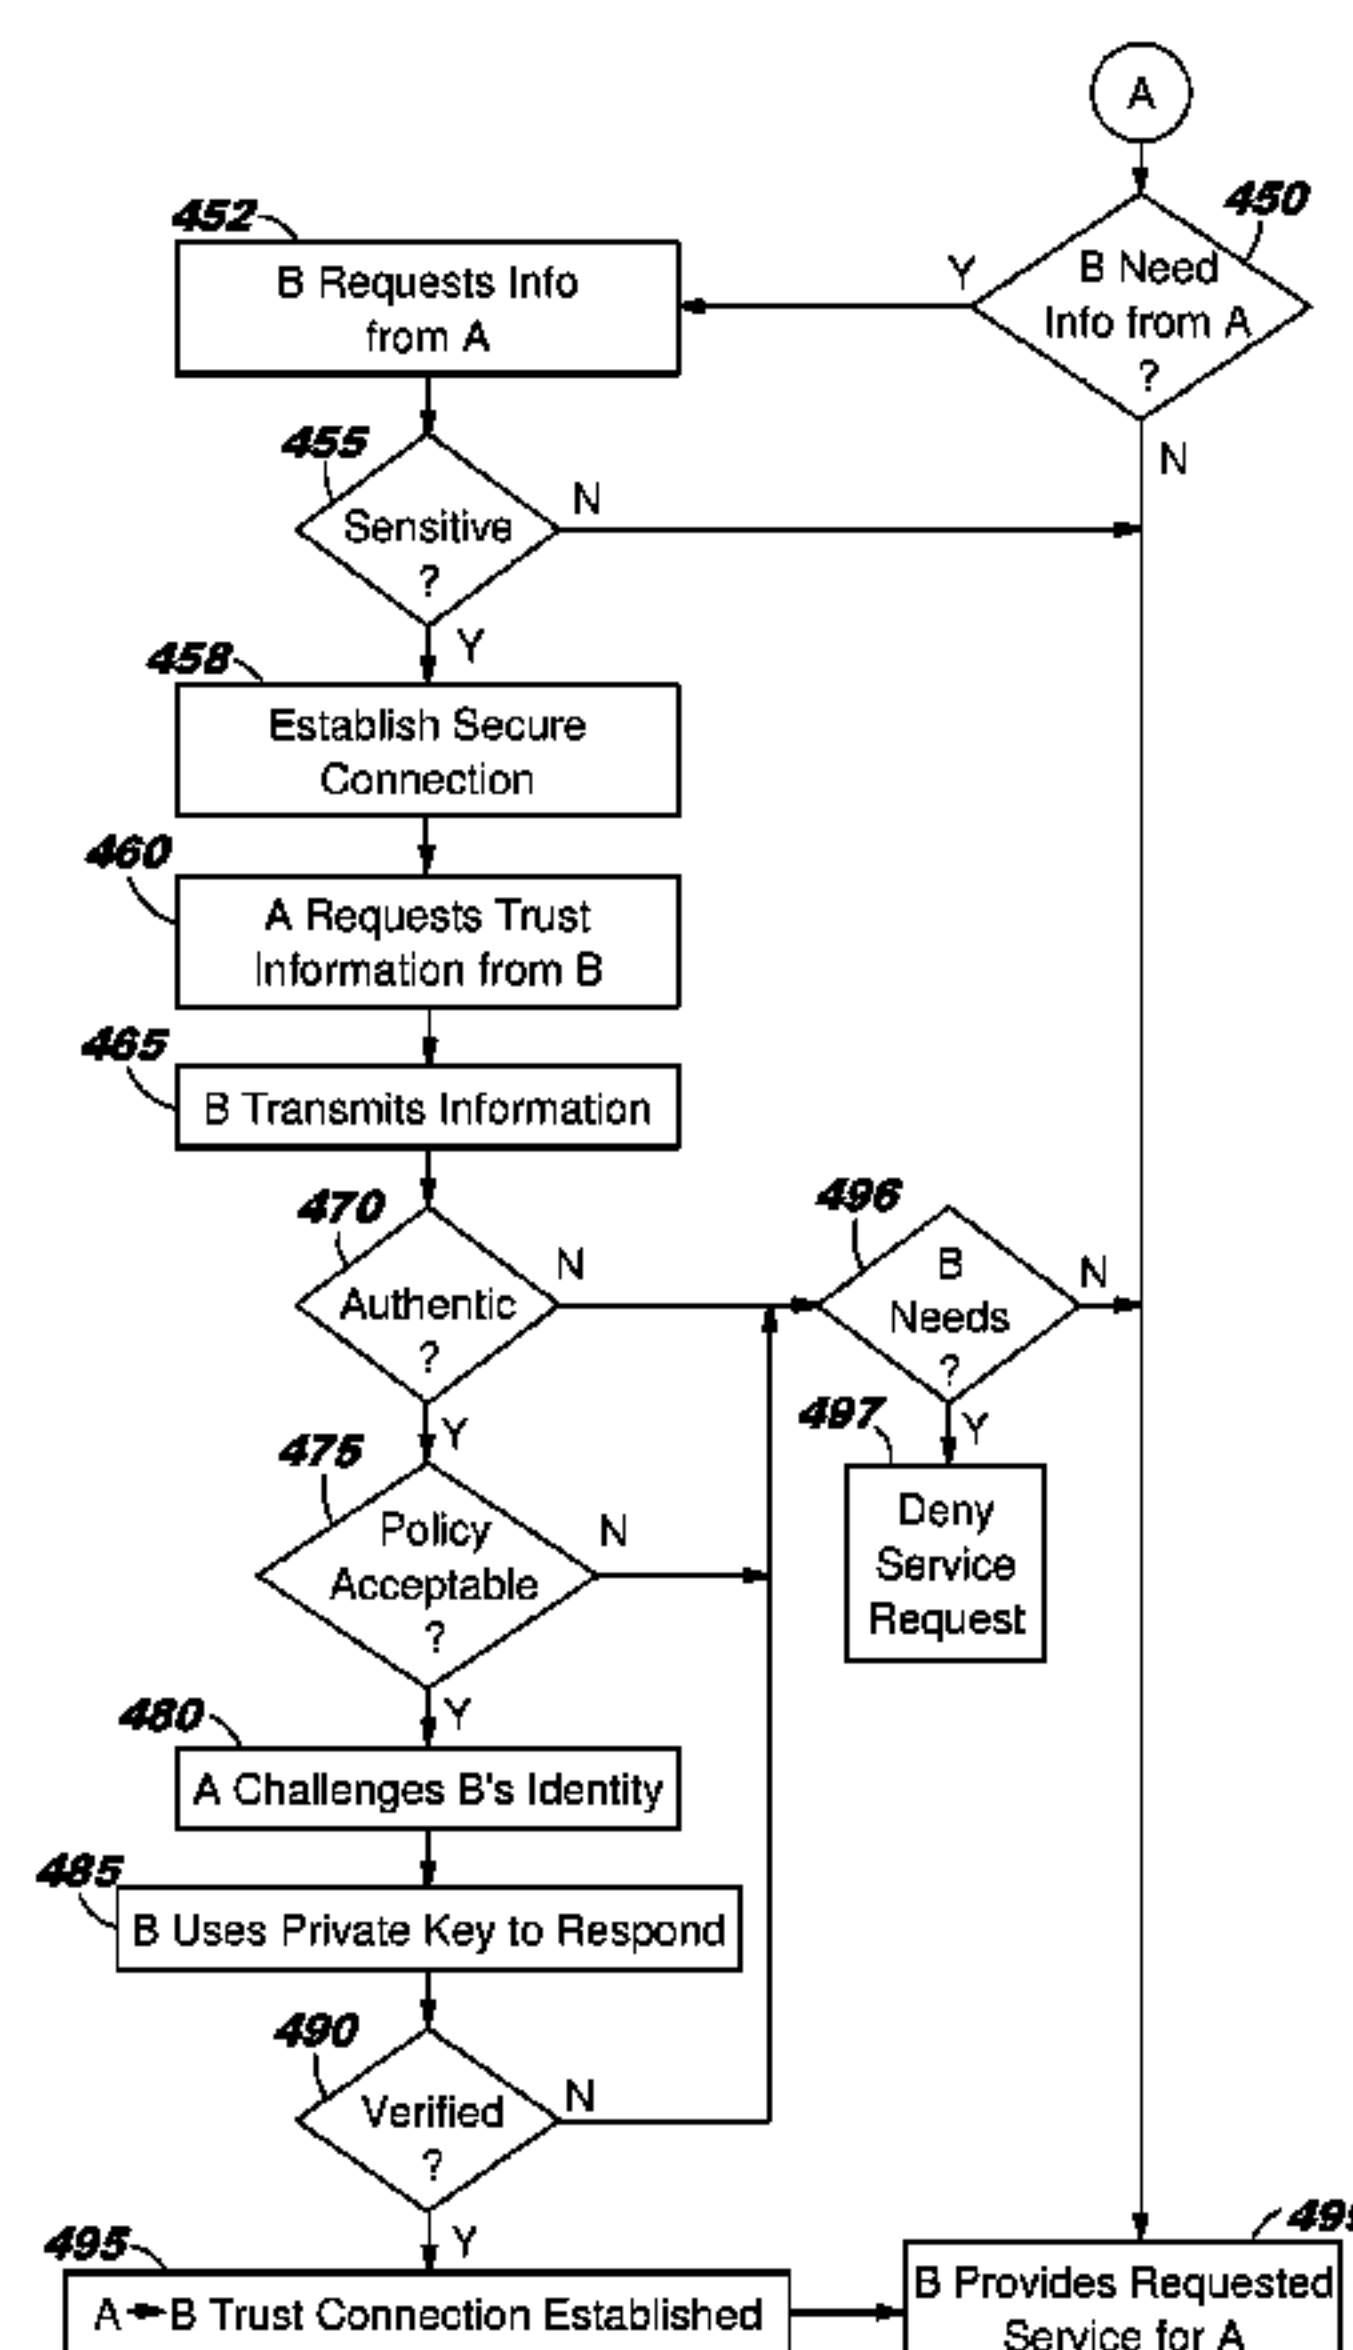 A
450
B Need
Info from A
?
Y
N
452
B Requests Info
from A
455
Sensitive
?
N
Y
458
Establish Secure
Connection
460
A Requests Trust
Information from B
465
B Transmits Information
470
Authentic
?
N
Y
496
B
Needs
?
N
Y
497
Deny
Service
Request
475
Policy
Acceptable
?
N
Y
480
A Challenges B's Identity
485
B Uses Private Key to Respond
490
Verified
?
N
Y
495
A B Trust Connection Established
B Provides Requested
Service for A